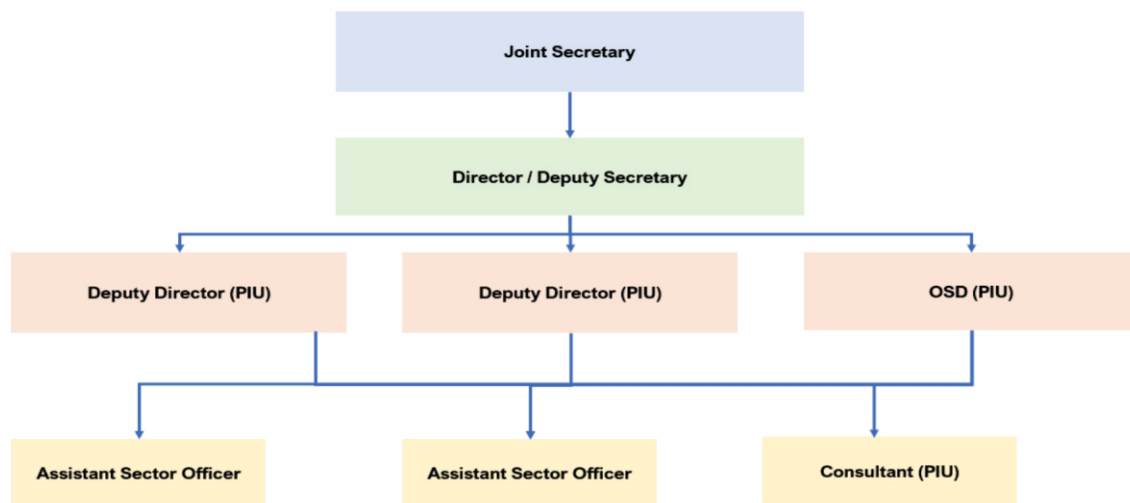 Joint Secretary
Director / Deputy Secretary
Deputy Director (PIU)
Deputy Director (PIU)
OSD (PIU)
Assistant Sector Officer
Assistant Sector Officer
Consultant (PIU)